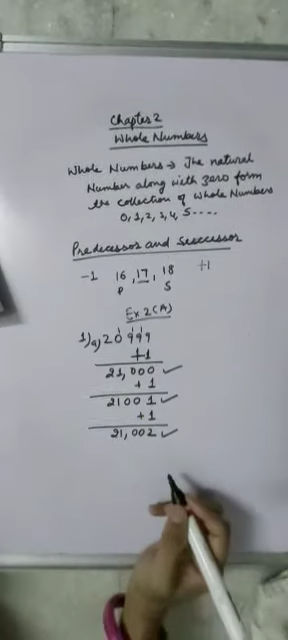 Chapter 2
Whole Numbers
Whole Numbers → The natural
Number along with zero form
the collection of Whole Numbers
0, 1, 2, 3, 4, 5 ....
Predecessor and Successor
-1 16, 17, 18 +1
P S
Ex 2 (A)
1) a) 20 999
+1
21,000 ✓
+ 1
21001 ✓
+ 1
21,002 ✓